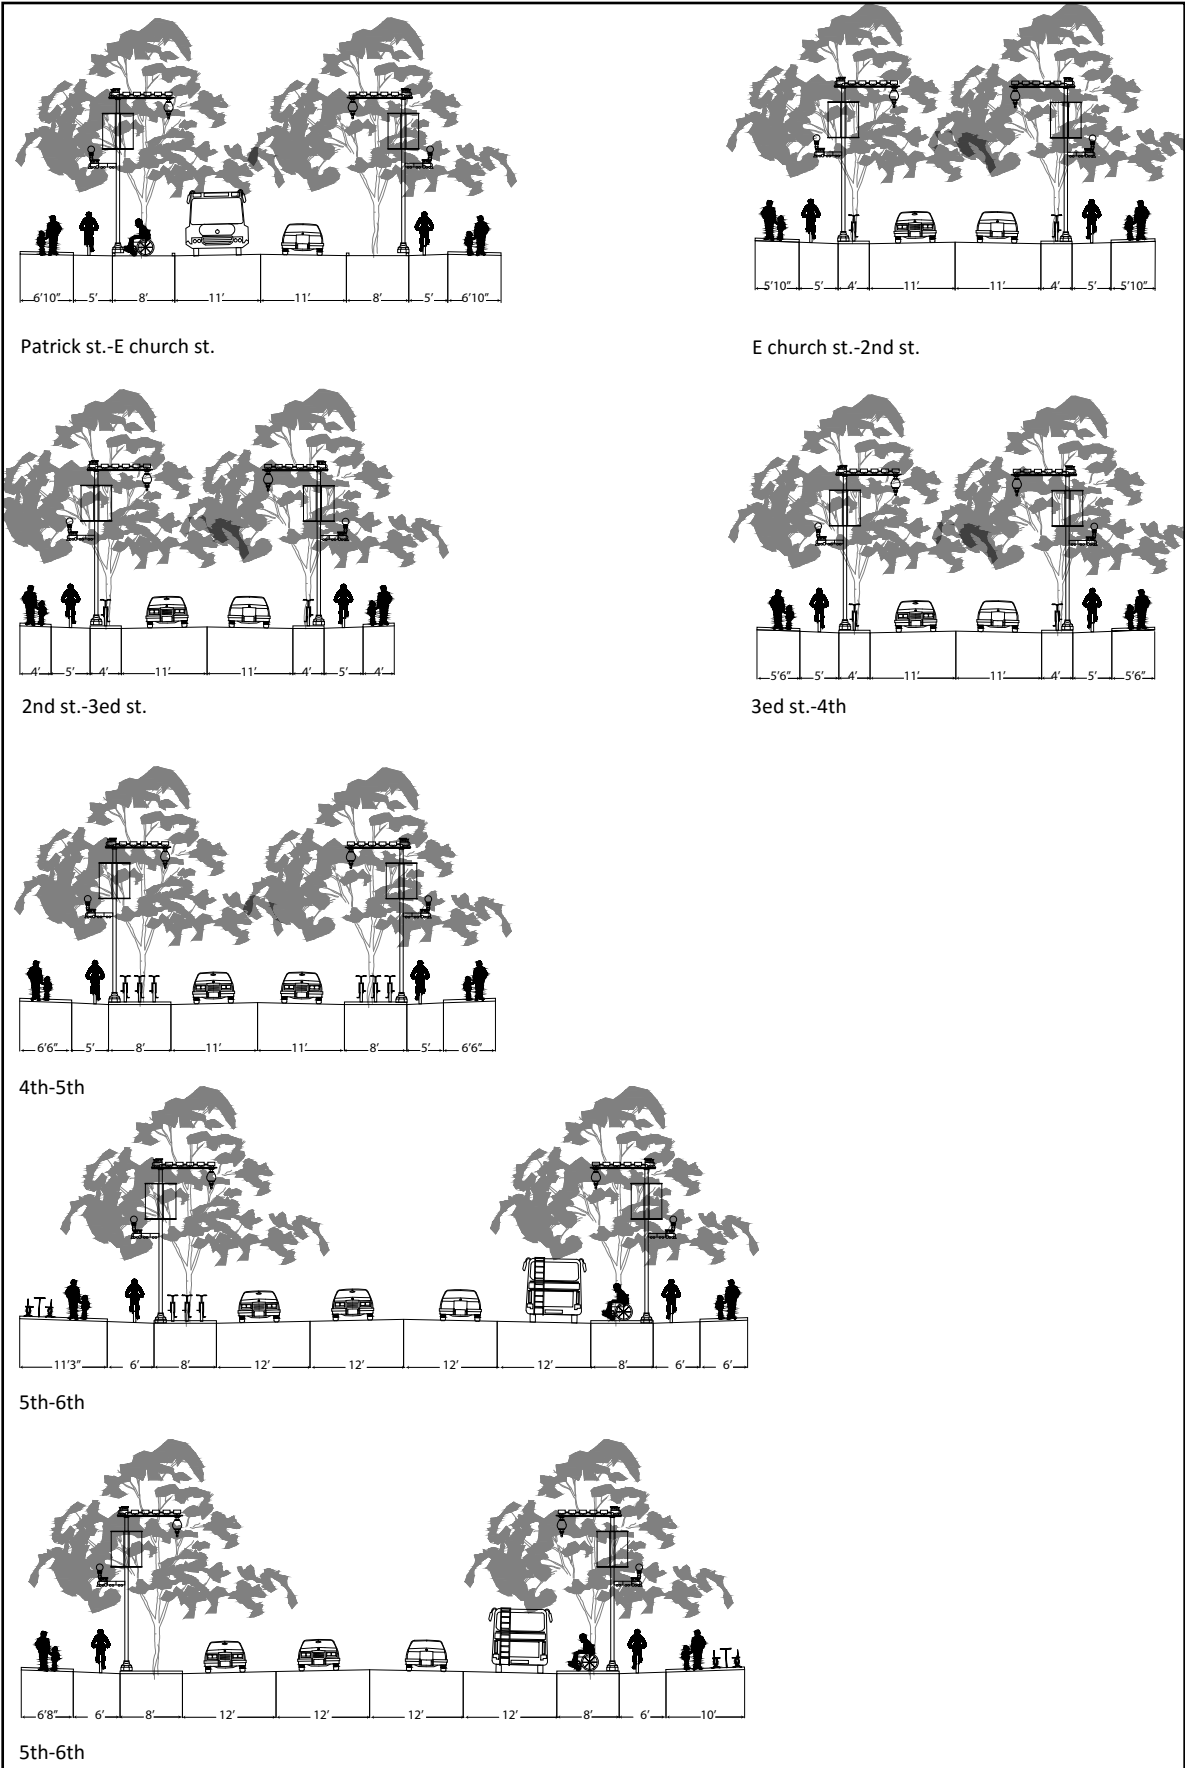 6'10" 5' 8' 11' 11' 8' 5' 6'10"
Patrick st.-E church st.
5'10" 5' 4' 11' 11' 4' 5' 5'10"
E church st.-2nd st.
4' 5' 4' 11' 11' 4' 5' 4'
2nd st.-3ed st.
5'6" 5' 4' 11' 11' 4' 5' 5'6"
3ed st.-4th
6'6" 5' 8' 11' 11' 8' 5' 6'6"
4th-5th
11'3" 6' 8' 12' 12' 12' 12' 8' 6' 6'
5th-6th
6'8" 6' 8' 12' 12' 12' 12' 8' 6' 10'
5th-6th